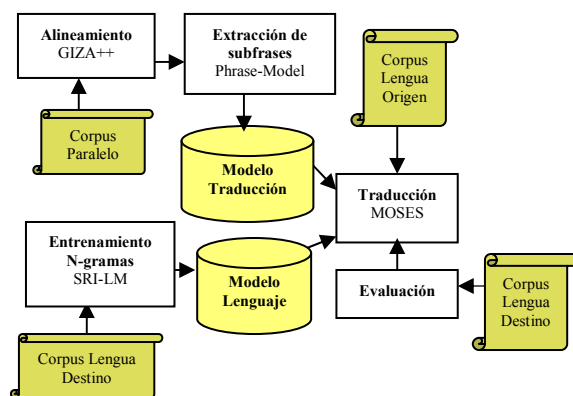 Alineamiento
GIZA++
Extracción de
subfrases
Phrase-Model
Corpus
Lengua
Origen
Corpus
Paralelo
Modelo
Traducción
Traducción
MOSES
Entrenamiento
N-gramas
SRI-LM
Modelo
Lenguaje
Evaluación
Corpus
Lengua
Destino
Corpus Lengua
Destino